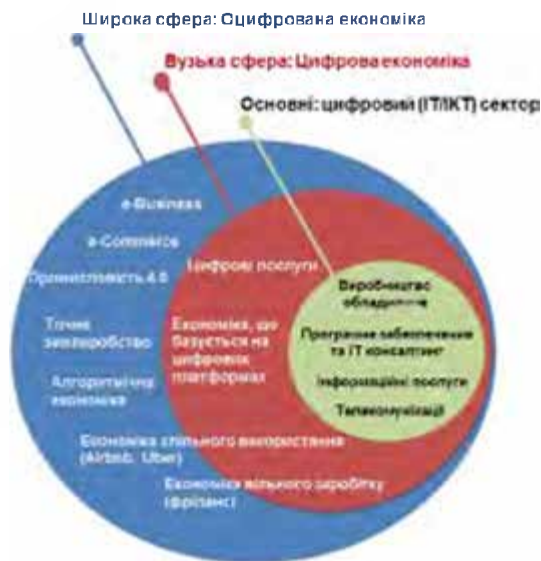 Широка сфера: Оцифрована економіка
Вузька сфера: Цифрова економіка
Основні: цифровий (ІТ/ІКТ) сектор
e-Business
e-Commerce
Промисловість 4.0
Точне
землеробство
Алгоритмічна
економіка
Цифрові послуги
Економіка, що
базується на
цифрових
платформах
Економіка спільного використання
(Airbnb, Uber)
Економіка вільного заробітку
(фріланс)
Виробництво
обладнання
Програмне забезпечення
та ІТ консалтинг
Інформаційні послуги
Телекомунікації